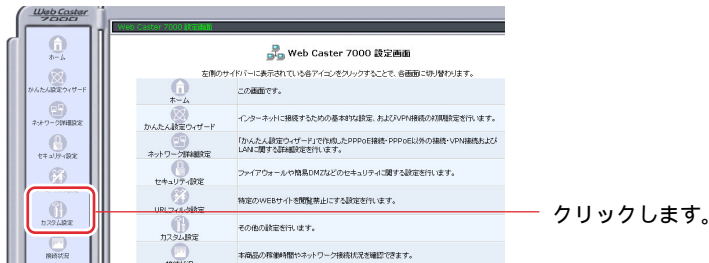 Web Caster
7000
Web Caster 7000 設定画面
Web Caster 7000 設定画面
左側のサイドバーに表示されている各アイコンをクリックすることで、各画面に切り替わります。
ホーム
かんたん設定ウィザード
ネットワーク詳細設定
セキュリティ設定
カスタム設定
接続状況
ホーム
この画面です。
かんたん設定ウィザード
インターネットに接続するための基本的な設定、およびVPN接続の初期設定を行います。
ネットワーク詳細設定
「かんたん設定ウィザード」で作成したPPPoE接続・PPPoE以外の接続・VPN接続および
LANに関する詳細設定を行います。
セキュリティ設定
ファイアウォールや簡易DMZなどのセキュリティに関する設定を行います。
URLフィルタ設定
特定のWEBサイトを閲覧禁止にする設定を行います。
カスタム設定
その他の設定を行います。
接続状況
本商品の稼働時間やネットワーク接続状況を確認できます。
クリックします。